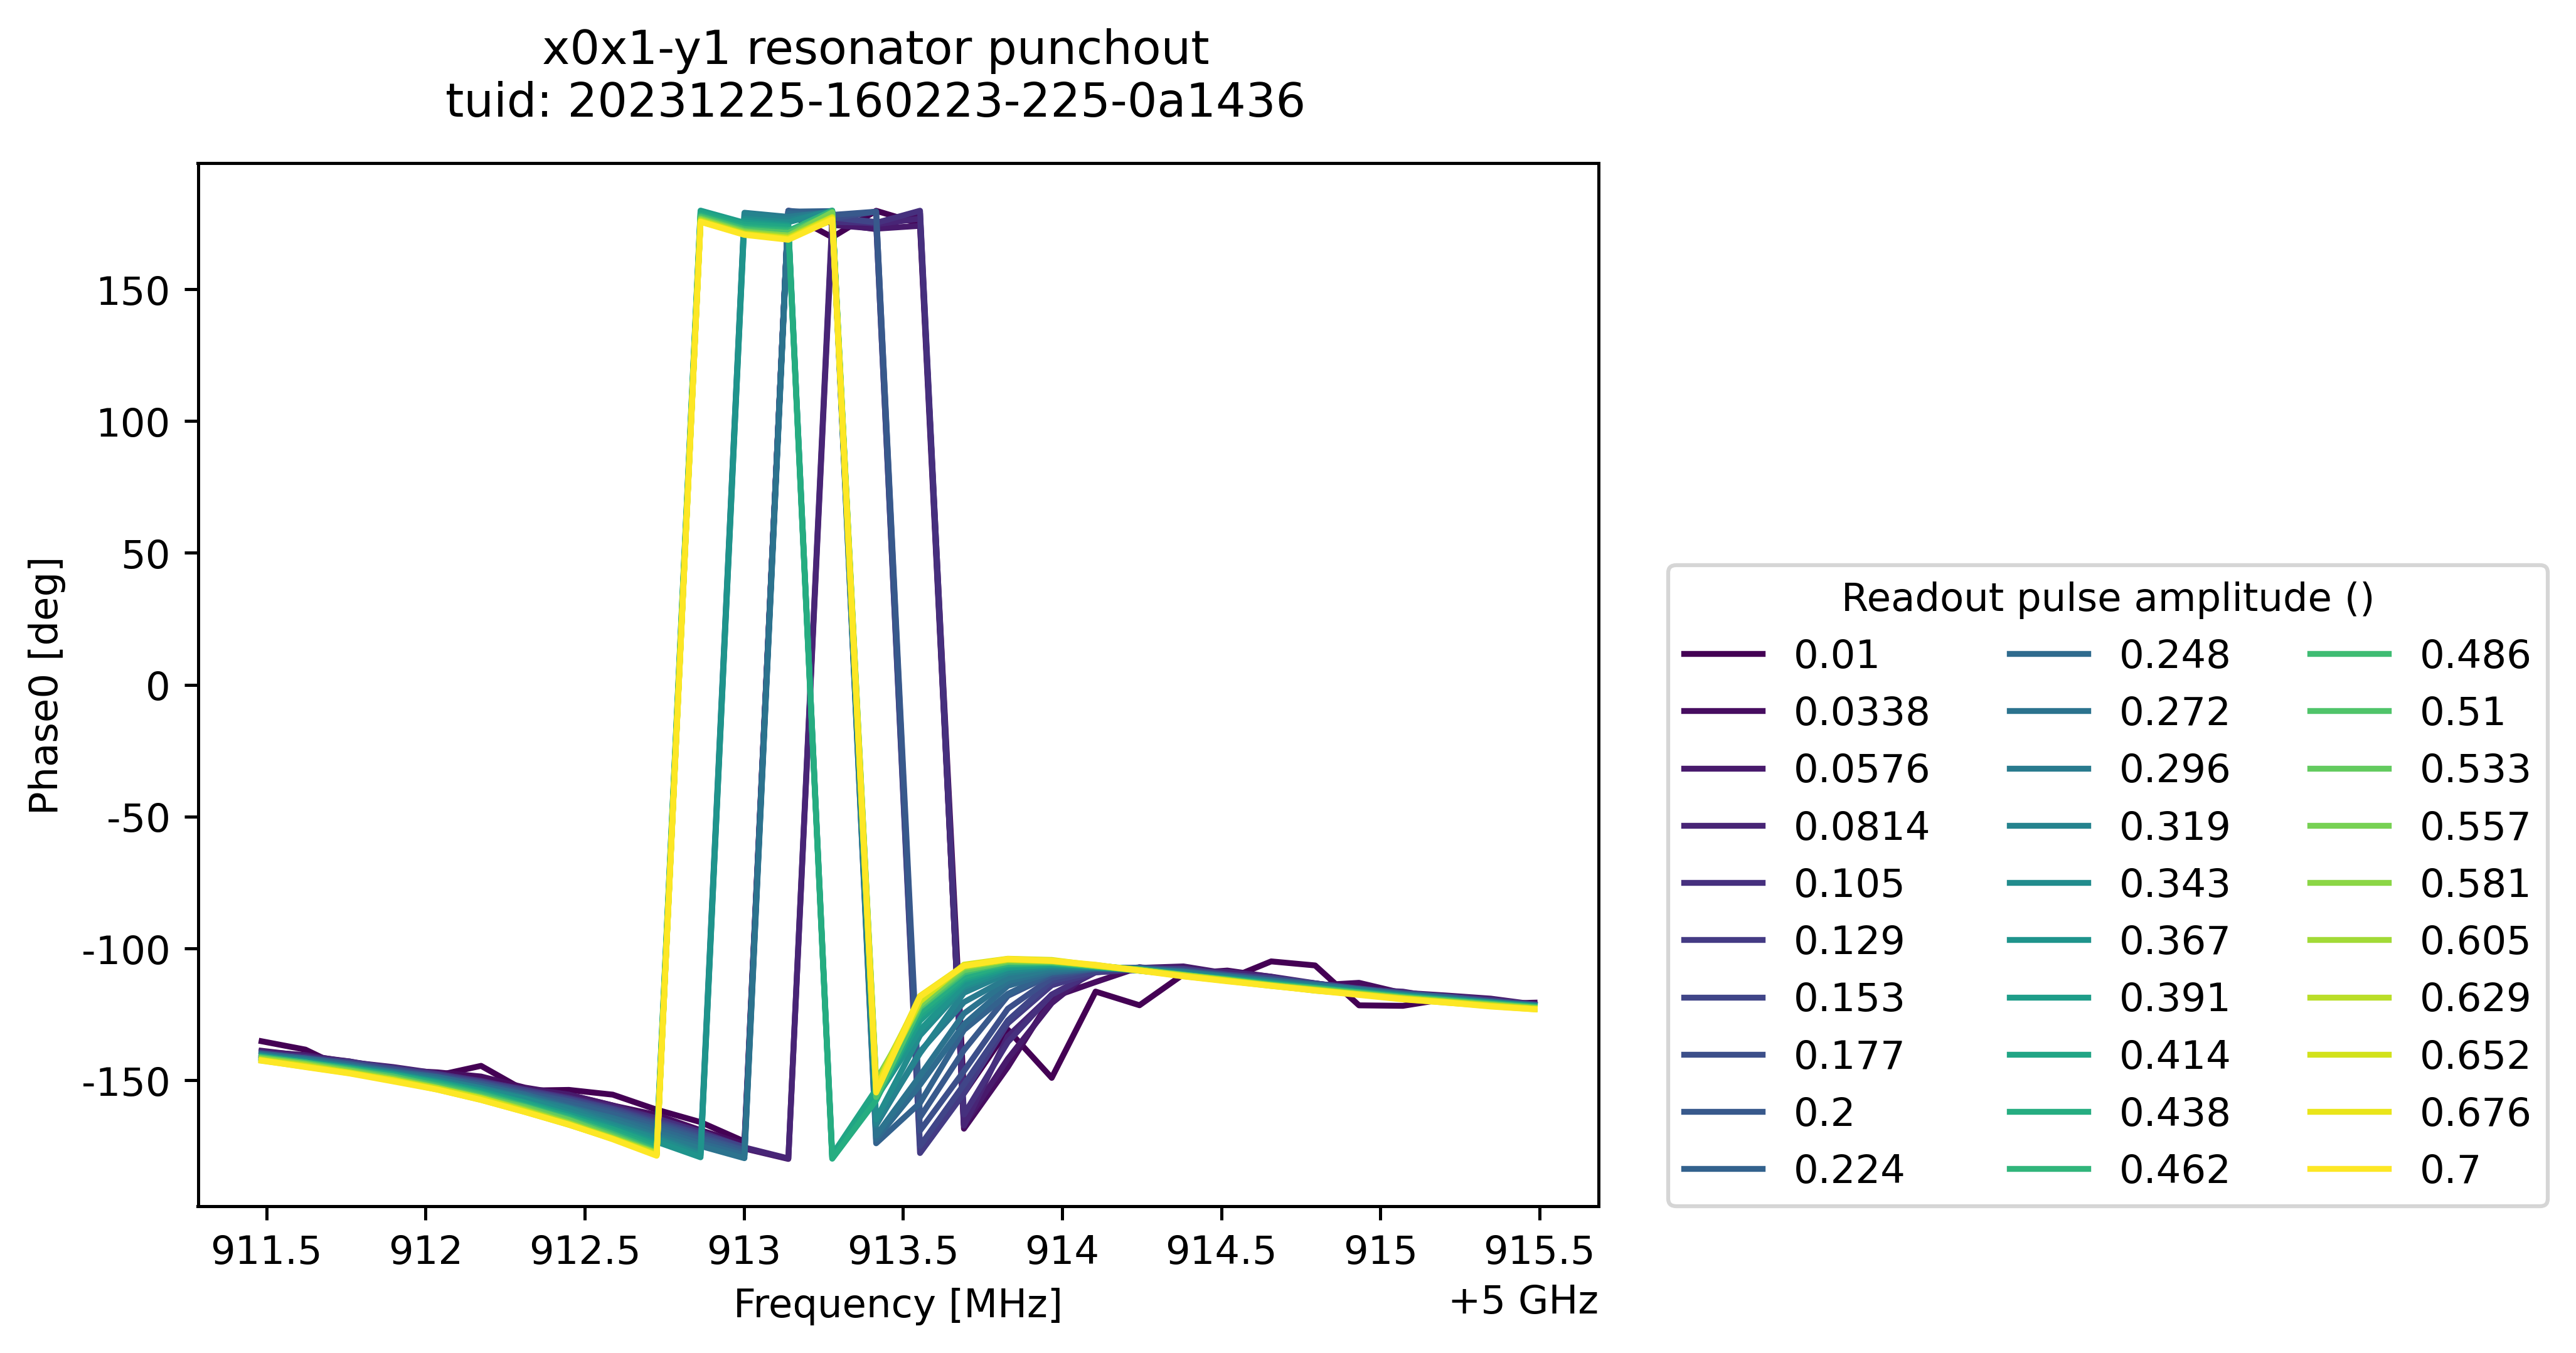 x0x1-y1 resonator punchout
tuid: 20231225-160223-225-0a1436
Phase0 [deg]
150
100
50
0
-50
-100
-150
911.5 912 912.5 913 913.5 914 914.5 915 915.5
Frequency [MHz]
+5 GHz
Readout pulse amplitude ()
0.01 0.248 0.486
0.0338 0.272 0.51
0.0576 0.296 0.533
0.0814 0.319 0.557
0.105 0.343 0.581
0.129 0.367 0.605
0.153 0.391 0.629
0.177 0.414 0.652
0.2 0.438 0.676
0.224 0.462 0.7